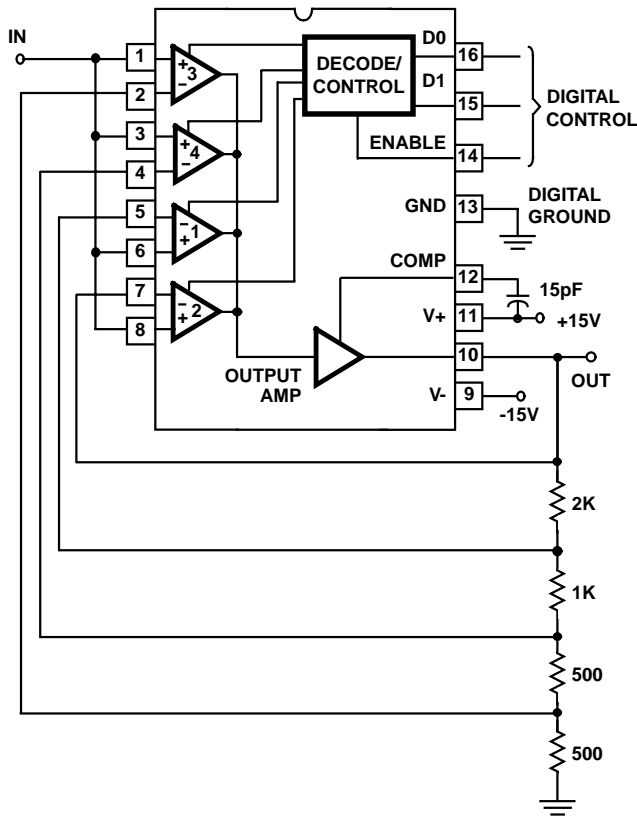 IN
1
2
3
4
5
6
7
8
+
3
−
+
4
−
−
1
+
−
2
+
DECODE/
CONTROL
D0
D1
ENABLE
GND
COMP
V+
V-
OUTPUT
AMP
16
15
14
13
12
11
10
9
DIGITAL
CONTROL
DIGITAL
GROUND
15pF
+15V
OUT
-15V
2K
1K
500
500